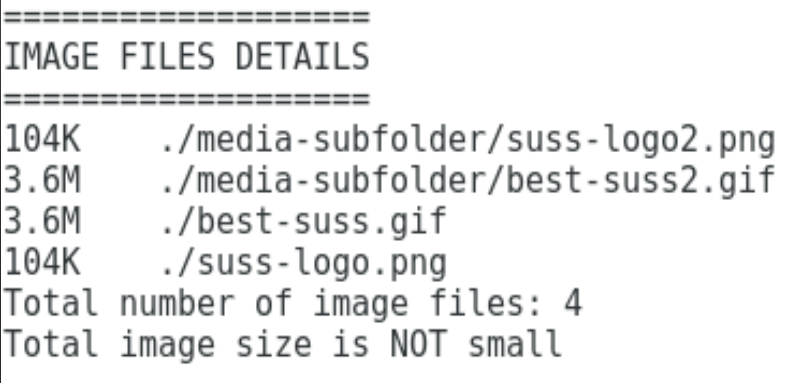 ===================
IMAGE FILES DETAILS
===================
104K    ./media-subfolder/suss-logo2.png
3.6M    ./media-subfolder/best-suss2.gif
3.6M    ./best-suss.gif
104K    ./suss-logo.png
Total number of image files: 4
Total image size is NOT small